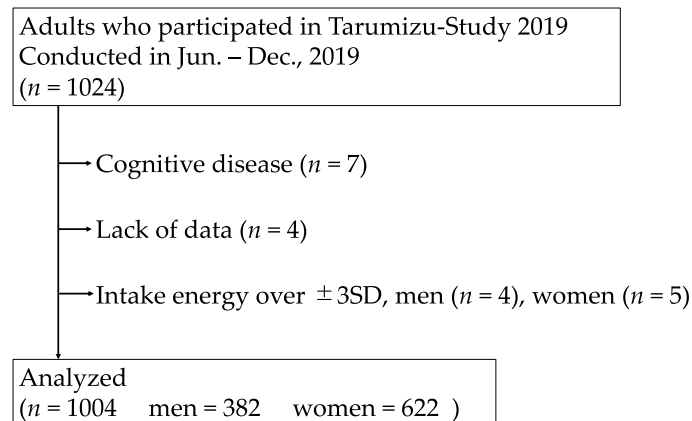 Adults who participated in Tarumizu-Study 2019
Conducted in Jun. – Dec., 2019
(n = 1024)
Cognitive disease (n = 7)
Lack of data (n = 4)
Intake energy over ±3SD, men (n = 4), women (n = 5)
Analyzed
(n = 1004 men = 382 women = 622 )